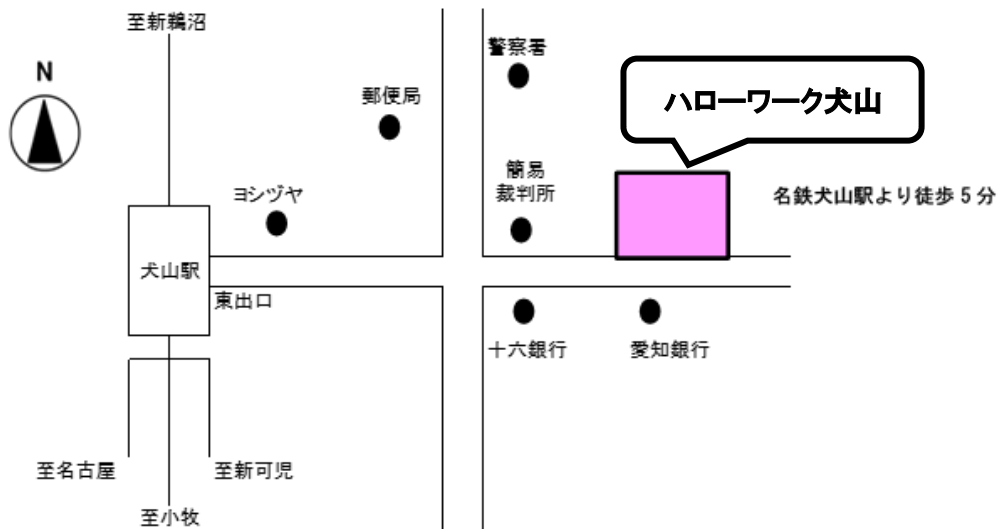 至新鵜沼
N
警察署
郵便局
ハローワーク犬山
簡易
裁判所
ヨシヅヤ
名鉄犬山駅より徒歩 5 分
犬山駅
東出口
十六銀行
愛知銀行
至名古屋
至新可児
至小牧